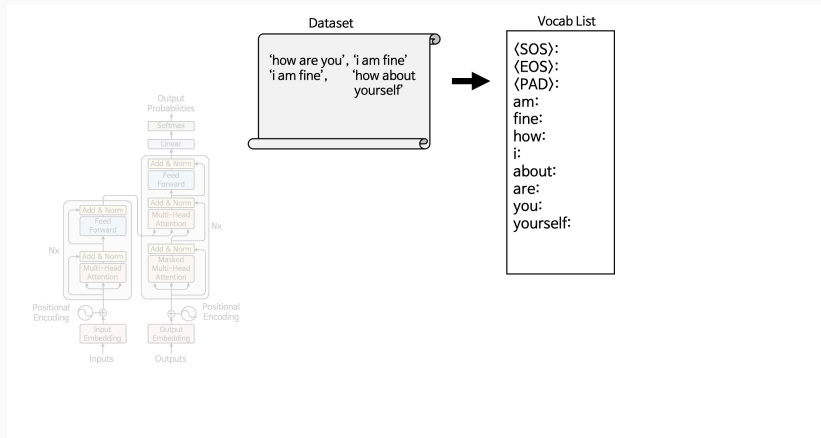 Dataset
‘how are you’, ‘i am fine’
‘i am fine’, ‘how about
yourself’
Vocab List
⟨SOS⟩:
⟨EOS⟩:
⟨PAD⟩:
am:
fine:
how:
i:
about:
are:
you:
yourself:
Output
Probabilities
Softmax
Linear
Add & Norm
Feed
Forward
Add & Norm
Multi-Head
Attention
Add & Norm
Masked
Multi-Head
Attention
Nx
Positional
Encoding
Output
Embedding
Outputs
Add & Norm
Feed
Forward
Add & Norm
Multi-Head
Attention
Nx
Positional
Encoding
Input
Embedding
Inputs